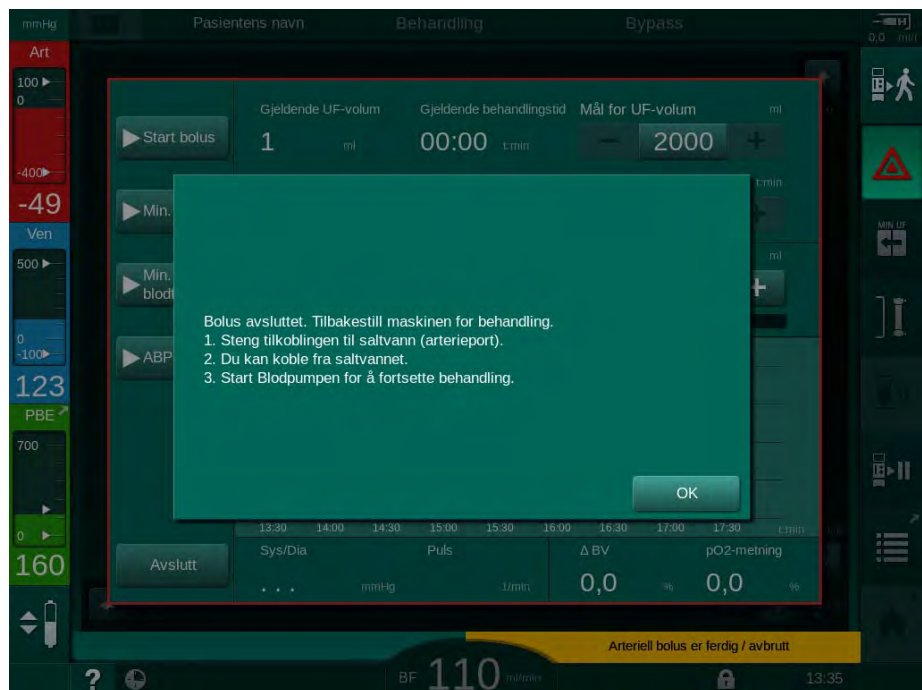 mmHg
Pasientens navn
Behandling
Bypass
0,0 ml/l
Art
100
0
-400
-49
Ven
500
0
-100
123
PBE
700
0
160
Start bolus
Gjeldende UF-volum
1 ml
Gjeldende behandlingstid
00:00 t:min
Mål for UF-volum ml
2000
t:min
Min.
MIN UF
Min.
ml
ABP
Bolus avsluttet. Tilbakestill maskinen for behandling.
1. Steng tilkoblingen til saltvann (arterieport).
2. Du kan koble fra saltvannet.
3. Start Blodpumpen for å fortsette behandling.
OK
13:30 14:00 14:30 15:00 15:30 16:00 16:30 17:00 17:30 t:min
Avslutt
Sys/Dia
. . . mmHg
Puls
1/min
Δ BV
0,0 %
pO2-metning
0,0 %
Arteriell bolus er ferdig / avbrutt
?
BF 110 ml/min
13:35